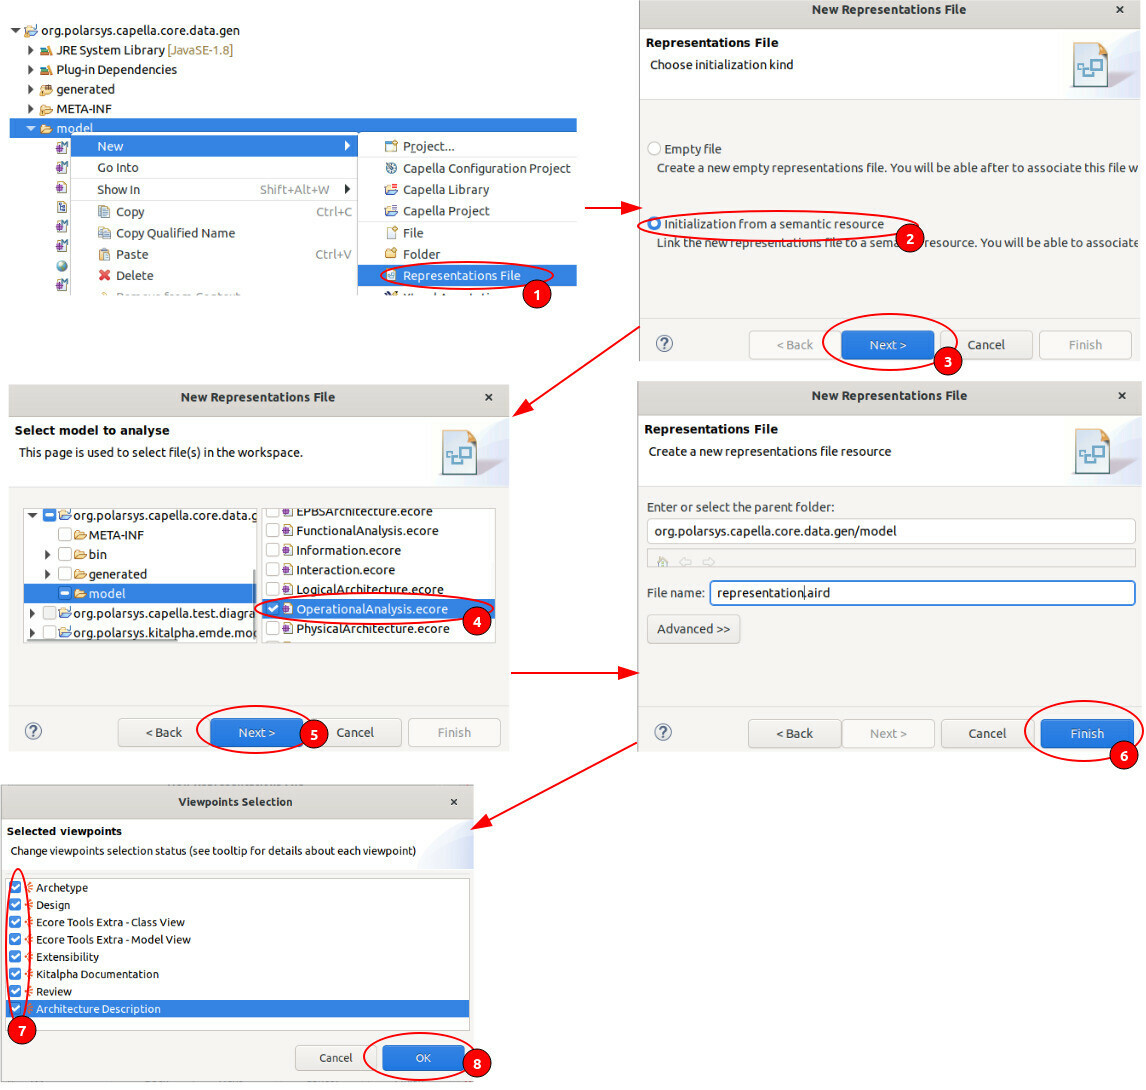 org.polarsys.capella.core.data.gen
JRE System Library [JavaSE-1.8]
Plug-in Dependencies
generated
META-INF
model
New
Go Into
Show In Shift+Alt+W
Copy Ctrl+C
Copy Qualified Name
Paste Ctrl+V
Delete
Project...
Capella Configuration Project
Capella Library
Capella Project
File
Folder
Representations File
1
New Representations File
Representations File
Choose initialization kind
Empty file
Create a new empty representations file. You will be able after to associate this file w
Initialization from a semantic resource
2
Link the new representations file to a semantic resource. You will be able to associate
< Back
Next >
Cancel
Finish
3
New Representations File
Select model to analyse
This page is used to select file(s) in the workspace.
org.polarsys.capella.core.data.g
META-INF
bin
generated
model
org.polarsys.capella.test.diagra
org.polarsys.kitalpha.emde.mo
EPBSArchitecture.ecore
FunctionalAnalysis.ecore
Information.ecore
Interaction.ecore
LogicalArchitecture.ecore
OperationalAnalysis.ecore
4
PhysicalArchitecture.ecore
< Back
Next >
5
Cancel
Finish
New Representations File
Representations File
Create a new representations file resource
Enter or select the parent folder:
org.polarsys.capella.core.data.gen/model
File name: representation.aird
Advanced >>
< Back
Next >
Cancel
Finish
6
Viewpoints Selection
Selected viewpoints
Change viewpoints selection status (see tooltip for details about each viewpoint)
Archetype
Design
Ecore Tools Extra - Class View
Ecore Tools Extra - Model View
Extensibility
Kitalpha Documentation
Review
Architecture Description
7
Cancel
OK
8